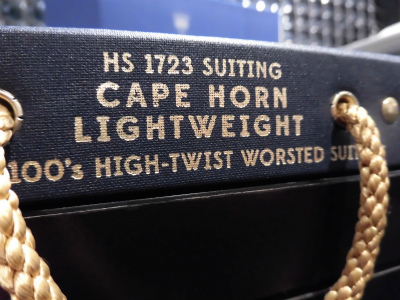 HS 1723 SUITING
CAPE HORN
LIGHTWEIGHT
100's HIGH-TWIST WORSTED